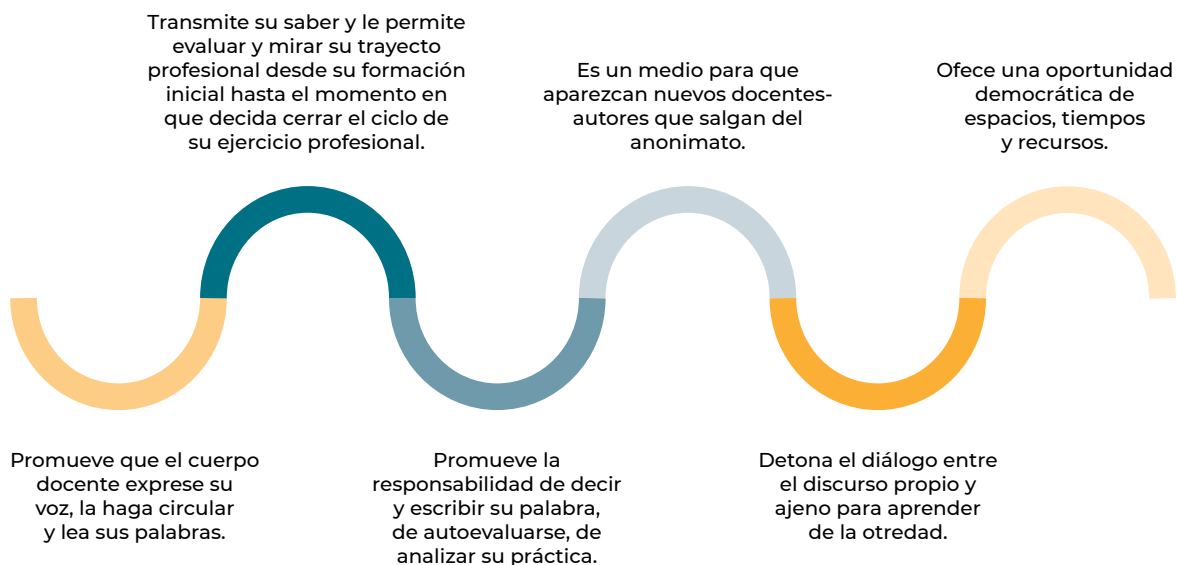 Transmite su saber y le permite
evaluar y mirar su trayecto
profesional desde su formación
inicial hasta el momento en
que decida cerrar el ciclo de
su ejercicio profesional.
Es un medio para que
aparezcan nuevos docentes-
autores que salgan del
anonimato.
Ofece una oportunidad
democrática de
espacios, tiempos
y recursos.
Promueve que el cuerpo
docente exprese su
voz, la haga circular
y lea sus palabras.
Promueve la
responsabilidad de decir
y escribir su palabra,
de autoevaluarse, de
analizar su práctica.
Detona el diálogo entre
el discurso propio y
ajeno para aprender
de la otredad.